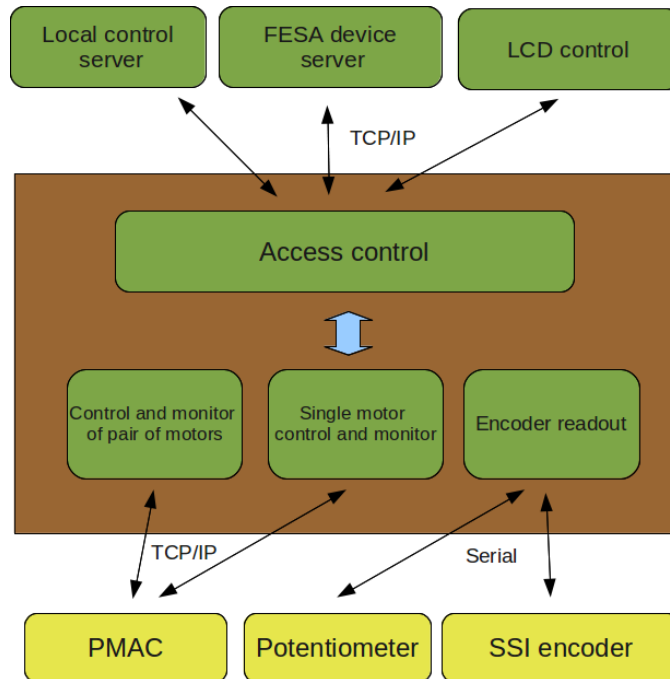 Local control
server
FESA device
server
LCD control
TCP/IP
Access control
Control and monitor
of pair of motors
Single motor
control and monitor
Encoder readout
TCP/IP
Serial
PMAC
Potentiometer
SSI encoder